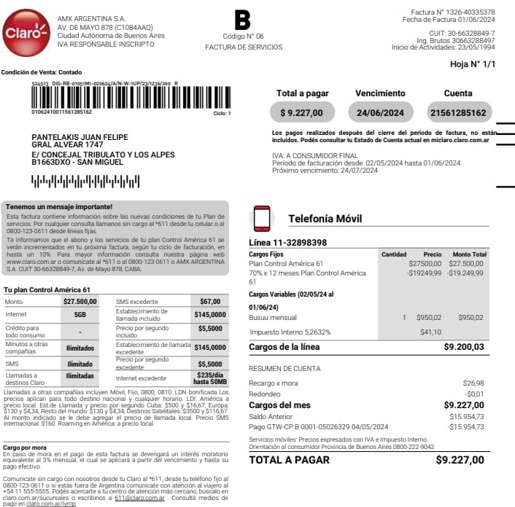 Claro
AMX ARGENTINA S.A.
AV. DE MAYO 878 (C1084AAQ)
Ciudad Autónoma de Buenos Aires
IVA RESPONSABLE INSCRIPTO
B
Código N° 06
FACTURA DE SERVICIOS
Factura N° 1326-40335378
Fecha de Factura 01/06/2024
CUIT: 30-66328849-7
Ing. Brutos 30663288497
Inicio de Actividades: 23/05/1994
Hoja N° 1/1
Condición de Venta: Contado
01062410011561285162
Ciclo: 1
Total a pagar
$ 9.227,00
Vencimiento
24/06/2024
Cuenta
21561285162
Los pagos realizados después del cierre del período de factura, no están
incluidos. Podés consultar tu Estado de Cuenta actual en miclaro.claro.com.ar
PANTELAKIS JUAN FELIPE
GRAL ALVEAR 1747
E/ CONCEJAL TRIBULATO Y LOS ALPES
B1663DXO - SAN MIGUEL
IVA: A CONSUMIDOR FINAL
Período de facturación desde: 02/05/2024 hasta 01/06/2024
Próximo vencimiento: 24/07/2024
Tenemos un mensaje importante!
Esta factura contiene información sobre las nuevas condiciones de tu Plan de
servicios. Por cualquier consulta llamanos sin cargo al *611 desde tu celular o al
0800-123-0611 desde líneas fijas.
Te informamos que el abono y los servicios de tu plan Control América 61 se
verán incrementados en tu próxima factura, según tu ciclo de facturación, en
hasta un 10%. Para mayor información consulta nuestra página web
www.claro.com.ar o comunicate al *611 o al 0800-123-0611 o AMX ARGENTINA
S.A. CUIT 30-66328849-7, Av. de Mayo 878, CABA.
Tu plan Control América 61
Monto $27.500,00 SMS excedente $67,00
Internet 5GB Establecimiento de llamada incluido $145,0000
Crédito para todo consumo - Precio por segundo incluido $5,5000
Minutos a otras compañías Ilimitados Establecimiento de llamada excedente $145,0000
SMS Ilimitado Precio por segundo excedente $5,5000
Llamadas a destinos Claro Ilimitadas Internet excedente $235/día hasta 50MB
Llamadas a otras compañías incluyen Móvil, Fijo, 0800, 0810. LDN bonificada Los
precios aplican para todo destino nacional y cualquier horario. LDI: América a
precio local. Est.de Llamada y precio por segundo Cuba: $500 y $16,67; Europa:
$130 y $4,34; Resto del mundo: $130 y $4,34; Destinos Satelitales: $3500 y $116,67.
Al monto indicado se le debe agregar el precio de llamada local. Precio SMS
internacional $160. Roaming en América: a precio local.
Cargo por mora
En caso de mora en el pago de esta factura se devengará un interés moratorio
equivalente al 3% mensual, el cual se aplicará a partir del vencimiento y hasta su
pago efectivo.
Comunicate sin cargo con nosotros desde tu Claro al *611, desde teléfono fijo al
0800-123-0611 o si estás fuera de Argentina comunicate con atención al viajero al
+54 11 555-5555. Podés acercarte a tu centro de atención más cercano, buscalo en
claro.com.ar/sucursales o escribinos a 611@claro.com.ar. Consultá medios de
pago en claro.com.ar/lvmp
Telefonía Móvil
Línea 11-32898398
Cargos Fijos Cantidad Precio Monto Total
Plan Control América 61 $27500,00 $27.500,00
70% x 12 meses Plan Control América 61 -$19249,99 -$19.249,99
Cargos Variables (02/05/24 al
01/06/24)
Busuu mensual 1 $950,02 $950,02
Impuesto Interno 5,2632% $41,10
Cargos de la línea $9.200,03
RESUMEN DE CUENTA
Recargo x mora $26,98
Redondeo -$0,01
Cargos del mes $9.227,00
Saldo Anterior $15.954,73
Pago GTW-CP B 0001-05026329 04/05/2024 -$15.954,73
Servicios móviles: Precios expresados con IVA e Impuesto Interno.
Orientación al consumidor Provincia de Buenos Aires 0800-222-9042
TOTAL A PAGAR $9.227,00